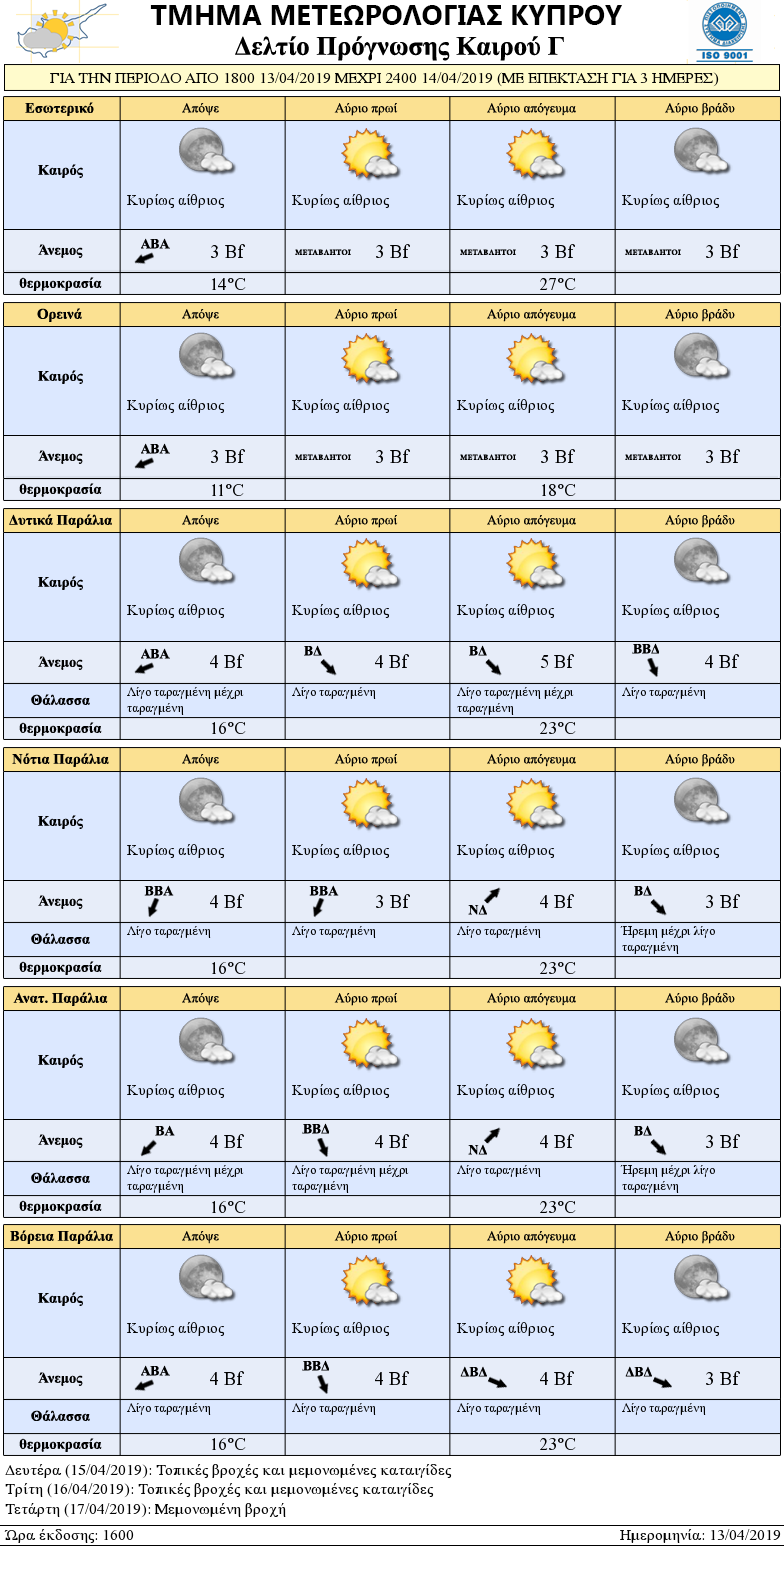 ΤΜΗΜΑ ΜΕΤΕΩΡΟΛΟΓΙΑΣ ΚΥΠΡΟΥ
Δελτίο Πρόγνωσης Καιρού Γ
ISO 9001
ΓΙΑ ΤΗΝ ΠΕΡΙΟΔΟ ΑΠΟ 1800 13/04/2019 ΜΕΧΡΙ 2400 14/04/2019 (ΜΕ ΕΠΕΚΤΑΣΗ ΓΙΑ 3 ΗΜΕΡΕΣ)
Εσωτερικό Απόψε Αύριο πρωί Αύριο απόγευμα Αύριο βράδυ
Καιρός
Κυρίως αίθριος Κυρίως αίθριος Κυρίως αίθριος Κυρίως αίθριος
Άνεμος ΑΒΑ 3 Bf ΜΕΤΑΒΛΗΤΟΙ 3 Bf ΜΕΤΑΒΛΗΤΟΙ 3 Bf ΜΕΤΑΒΛΗΤΟΙ 3 Bf
θερμοκρασία 14°C 27°C
Ορεινά Απόψε Αύριο πρωί Αύριο απόγευμα Αύριο βράδυ
Καιρός
Κυρίως αίθριος Κυρίως αίθριος Κυρίως αίθριος Κυρίως αίθριος
Άνεμος ΑΒΑ 3 Bf ΜΕΤΑΒΛΗΤΟΙ 3 Bf ΜΕΤΑΒΛΗΤΟΙ 3 Bf ΜΕΤΑΒΛΗΤΟΙ 3 Bf
θερμοκρασία 11°C 18°C
Δυτικά Παράλια Απόψε Αύριο πρωί Αύριο απόγευμα Αύριο βράδυ
Καιρός
Κυρίως αίθριος Κυρίως αίθριος Κυρίως αίθριος Κυρίως αίθριος
Άνεμος ΑΒΑ 4 Bf ΒΔ 4 Bf ΒΔ 5 Bf ΒΒΔ 4 Bf
Θάλασσα Λίγο ταραγμένη μέχρι ταραγμένη Λίγο ταραγμένη Λίγο ταραγμένη μέχρι ταραγμένη Λίγο ταραγμένη
θερμοκρασία 16°C 23°C
Νότια Παράλια Απόψε Αύριο πρωί Αύριο απόγευμα Αύριο βράδυ
Καιρός
Κυρίως αίθριος Κυρίως αίθριος Κυρίως αίθριος Κυρίως αίθριος
Άνεμος ΒΒΑ 4 Bf ΒΒΑ 3 Bf ΝΔ 4 Bf ΒΔ 3 Bf
Θάλασσα Λίγο ταραγμένη Λίγο ταραγμένη Λίγο ταραγμένη Ήρεμη μέχρι λίγο ταραγμένη
θερμοκρασία 16°C 23°C
Ανατ. Παράλια Απόψε Αύριο πρωί Αύριο απόγευμα Αύριο βράδυ
Καιρός
Κυρίως αίθριος Κυρίως αίθριος Κυρίως αίθριος Κυρίως αίθριος
Άνεμος ΒΑ 4 Bf ΒΒΔ 4 Bf ΝΔ 4 Bf ΒΔ 3 Bf
Θάλασσα Λίγο ταραγμένη μέχρι ταραγμένη Λίγο ταραγμένη μέχρι ταραγμένη Λίγο ταραγμένη Ήρεμη μέχρι λίγο ταραγμένη
θερμοκρασία 16°C 23°C
Βόρεια Παράλια Απόψε Αύριο πρωί Αύριο απόγευμα Αύριο βράδυ
Καιρός
Κυρίως αίθριος Κυρίως αίθριος Κυρίως αίθριος Κυρίως αίθριος
Άνεμος ΑΒΑ 4 Bf ΒΒΔ 4 Bf ΔΒΔ 4 Bf ΔΒΔ 3 Bf
Θάλασσα Λίγο ταραγμένη Λίγο ταραγμένη Λίγο ταραγμένη Λίγο ταραγμένη
θερμοκρασία 16°C 23°C
Δευτέρα (15/04/2019): Τοπικές βροχές και μεμονωμένες καταιγίδες
Τρίτη (16/04/2019): Τοπικές βροχές και μεμονωμένες καταιγίδες
Τετάρτη (17/04/2019): Μεμονωμένη βροχή
Ώρα έκδοσης: 1600 Ημερομηνία: 13/04/2019